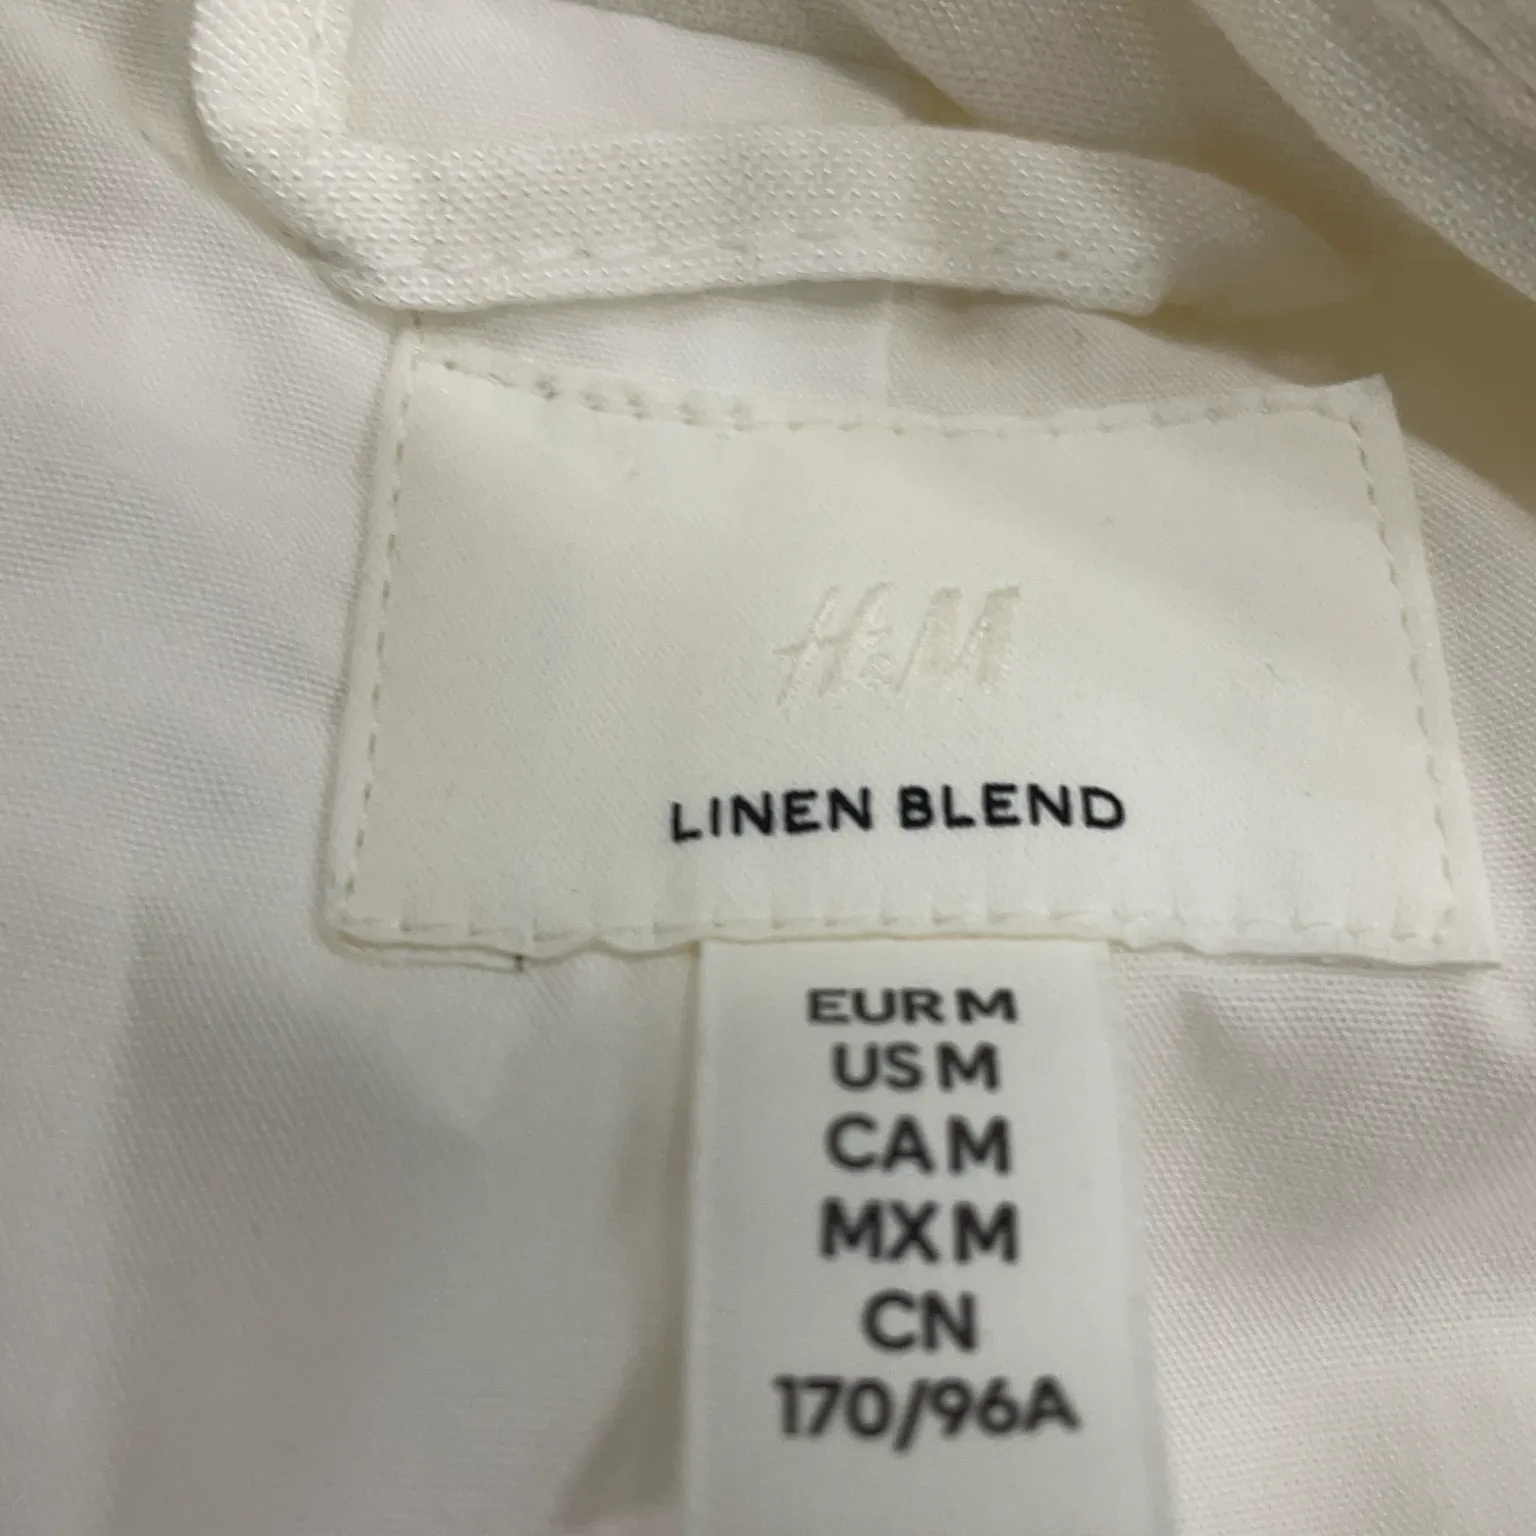 H&M
LINEN BLEND
EUR M
US M
CA M
MX M
CN
170/96A